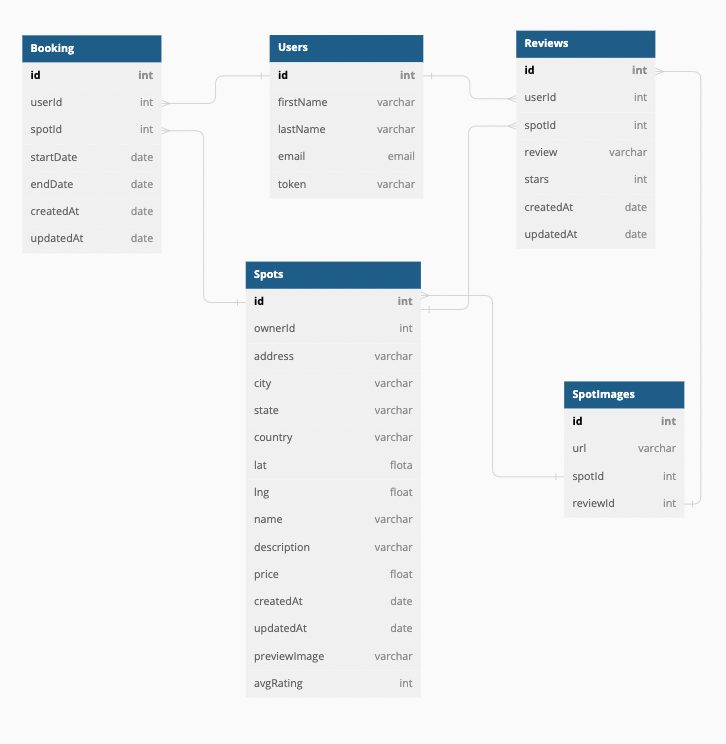 Booking
id int
userId int
spotId int
startDate date
endDate date
createdAt date
updatedAt date
Users
id int
firstName varchar
lastName varchar
email email
token varchar
Reviews
id int
userId int
spotId int
review varchar
stars int
createdAt date
updatedAt date
Spots
id int
ownerId int
address varchar
city varchar
state varchar
country varchar
lat flota
lng float
name varchar
description varchar
price float
createdAt date
updatedAt date
previewImage varchar
avgRating int
SpotImages
id int
url varchar
spotId int
reviewId int